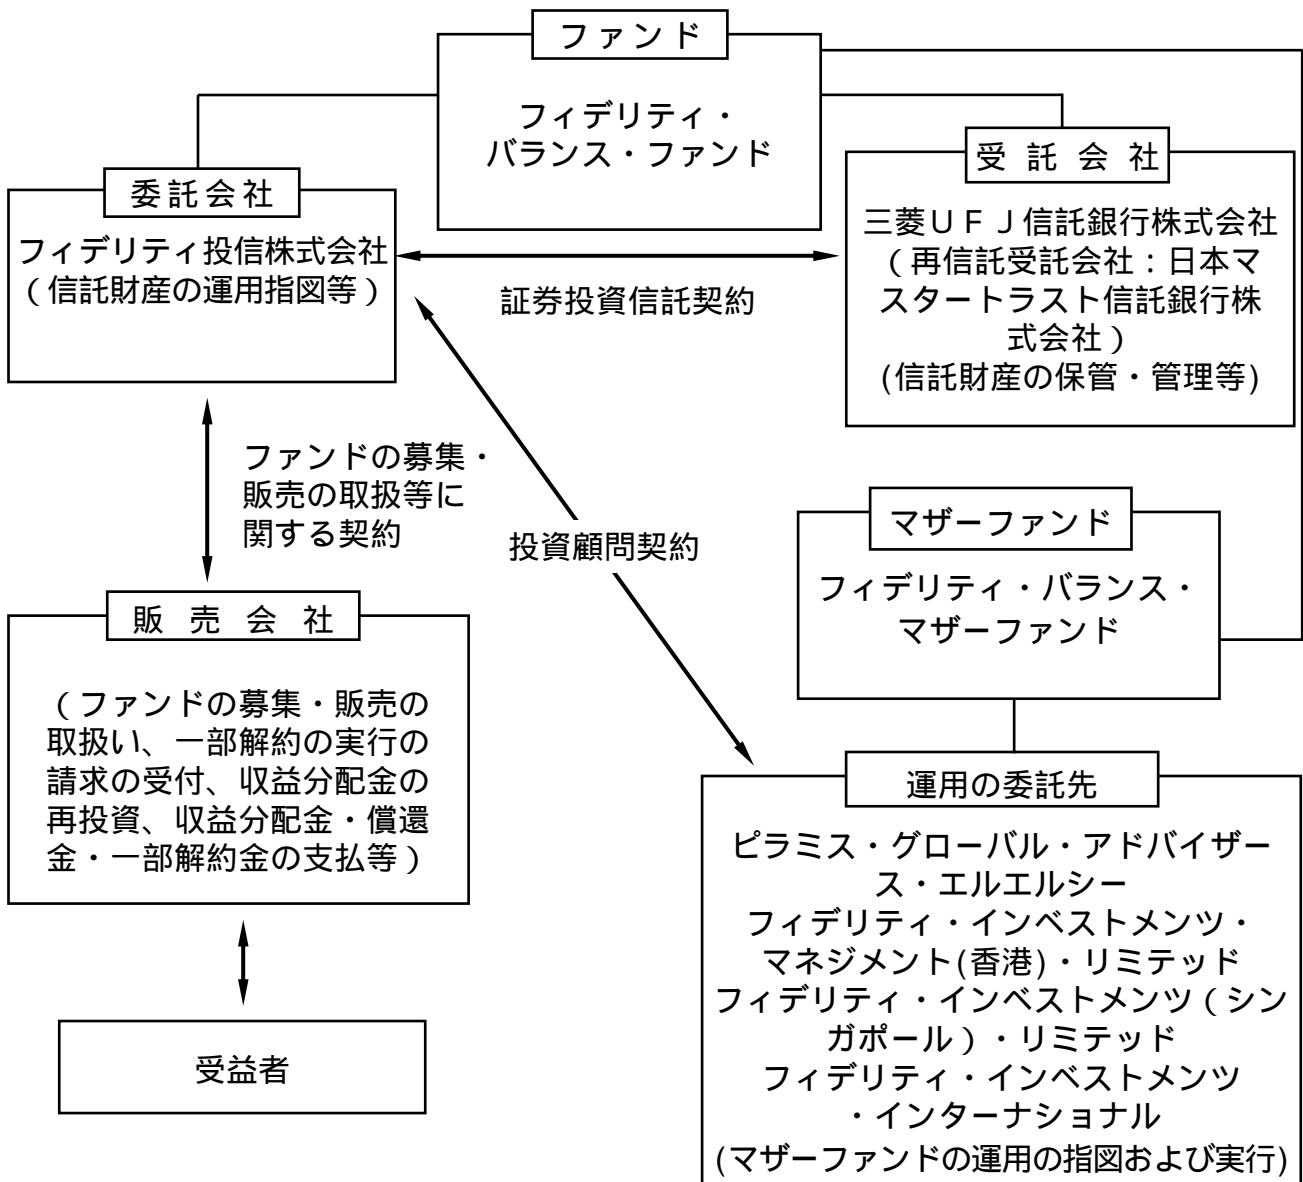 ファンド
フィデリティ・
バランス・ファンド
委託会社
フィデリティ投信株式会社
(信託財産の運用指図等)
受託会社
三菱UFJ信託銀行株式会社
(再信託受託会社：日本マ
スタートラスト信託銀行株
式会社)
(信託財産の保管・管理等)
証券投資信託契約
ファンドの募集・
販売の取扱等に
関する契約
投資顧問契約
マザーファンド
フィデリティ・バランス・
マザーファンド
販売会社
(ファンドの募集・販売の
取扱い、一部解約の実行の
請求の受付、収益分配金の
再投資、収益分配金・償還
金・一部解約金の支払等)
運用の委託先
ピラミス・グローバル・アドバイザー
ス・エルエルシー
フィデリティ・インベストメンツ・
マネジメント(香港)・リミテッド
フィデリティ・インベストメンツ(シン
ガポール)・リミテッド
フィデリティ・インベストメンツ
・インターナショナル
(マザーファンドの運用の指図および実行)
受益者